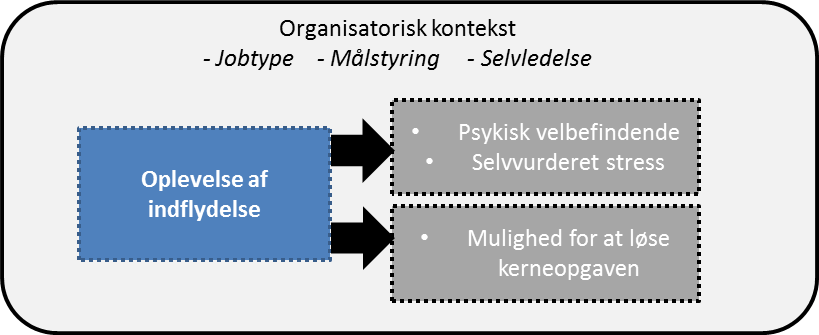 Organisatorisk kontekst
- Jobtype - Målstyring - Selvledelse
Oplevelse af
indflydelse
• Psykisk velbefindende
• Selvvurderet stress
• Mulighed for at løse
kerneopgaven